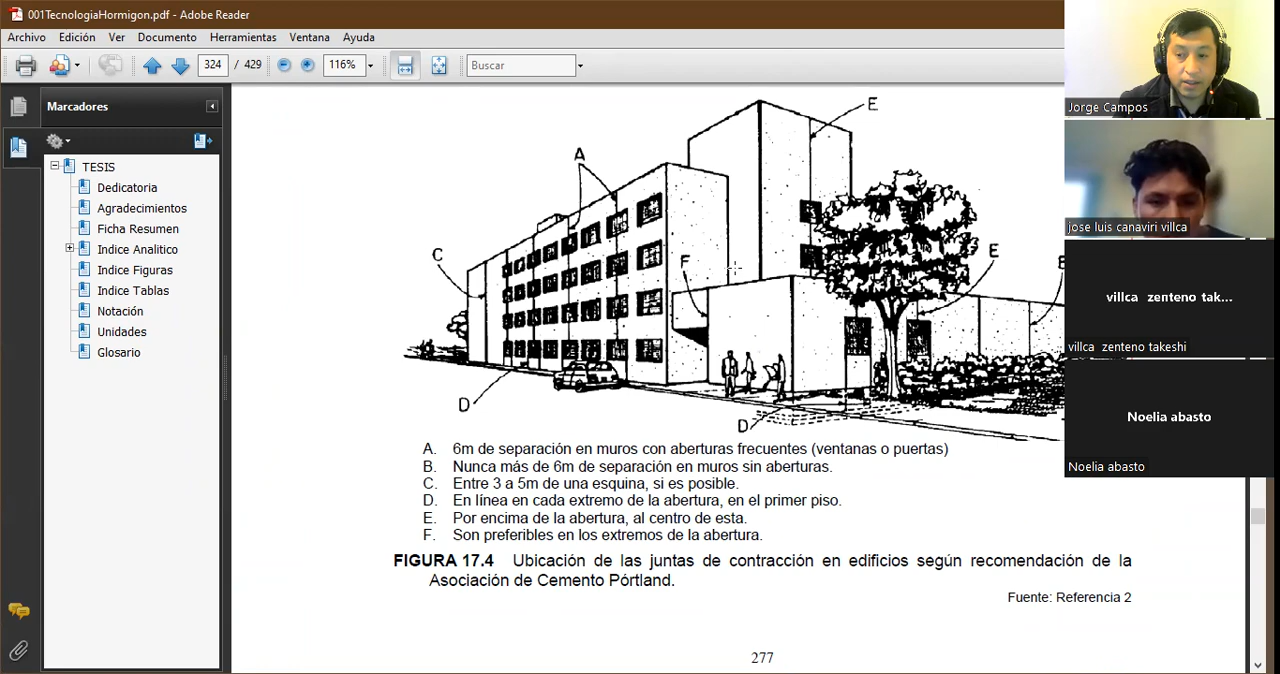 001TecnologiaHormigon.pdf - Adobe Reader
Archivo Edición Ver Documento Herramientas Ventana Ayuda
324 / 429 116% Buscar
Marcadores
TESIS
Dedicatoria
Agradecimientos
Ficha Resumen
Indice Analitico
Indice Figuras
Indice Tablas
Notación
Unidades
Glosario
E
A
C
F
E
D
D
A. 6m de separación en muros con aberturas frecuentes (ventanas o puertas)
B. Nunca más de 6m de separación en muros sin aberturas.
C. Entre 3 a 5m de una esquina, si es posible.
D. En línea en cada extremo de la abertura, en el primer piso.
E. Por encima de la abertura, al centro de esta.
F. Son preferibles en los extremos de la abertura.
FIGURA 17.4 Ubicación de las juntas de contracción en edificios según recomendación de la
Asociación de Cemento Pórtland.
Fuente: Referencia 2
277
Jorge Campos
jose luis canaviri villca
villca zenteno tak...
villca zenteno takeshi
Noelia abasto
Noelia abasto